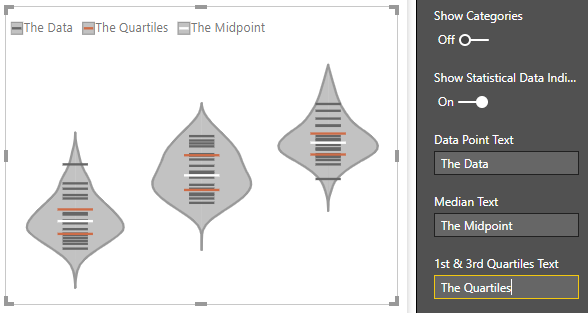 The Data The Quartiles The Midpoint
Show Categories
Off
Show Statistical Data Indi...
On
Data Point Text
The Data
Median Text
The Midpoint
1st & 3rd Quartiles Text
The Quartiles